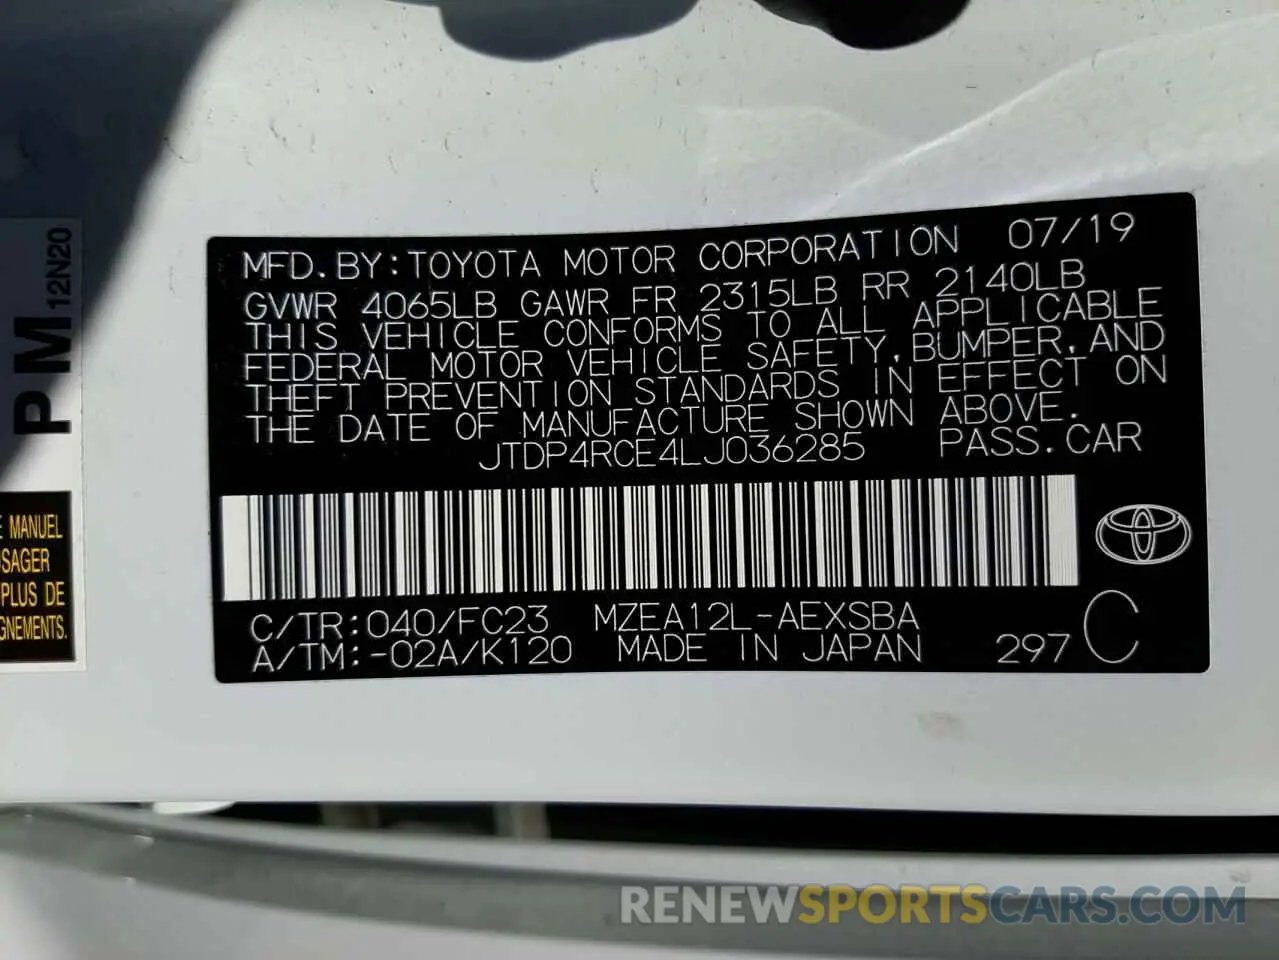 MFD.BY:TOYOTA MOTOR CORPORATION 07/19
GVWR 4065LB GAWR FR 2315LB RR 2140LB
THIS VEHICLE CONFORMS TO ALL APPLICABLE
FEDERAL MOTOR VEHICLE SAFETY,BUMPER,AND
THEFT PREVENTION STANDARDS IN EFFECT ON
THE DATE OF MANUFACTURE SHOWN ABOVE.
JTDP4RCE4LJ036285 PASS.CAR
C/TR:040/FC23 MZEA12L-AEXSBA
A/TM:-02A/K120 MADE IN JAPAN 297 C
PM12N20
E MANUEL
OSAGER
PLUS DE
GNEMENTS.
RENEWSPORTSCARS.COM